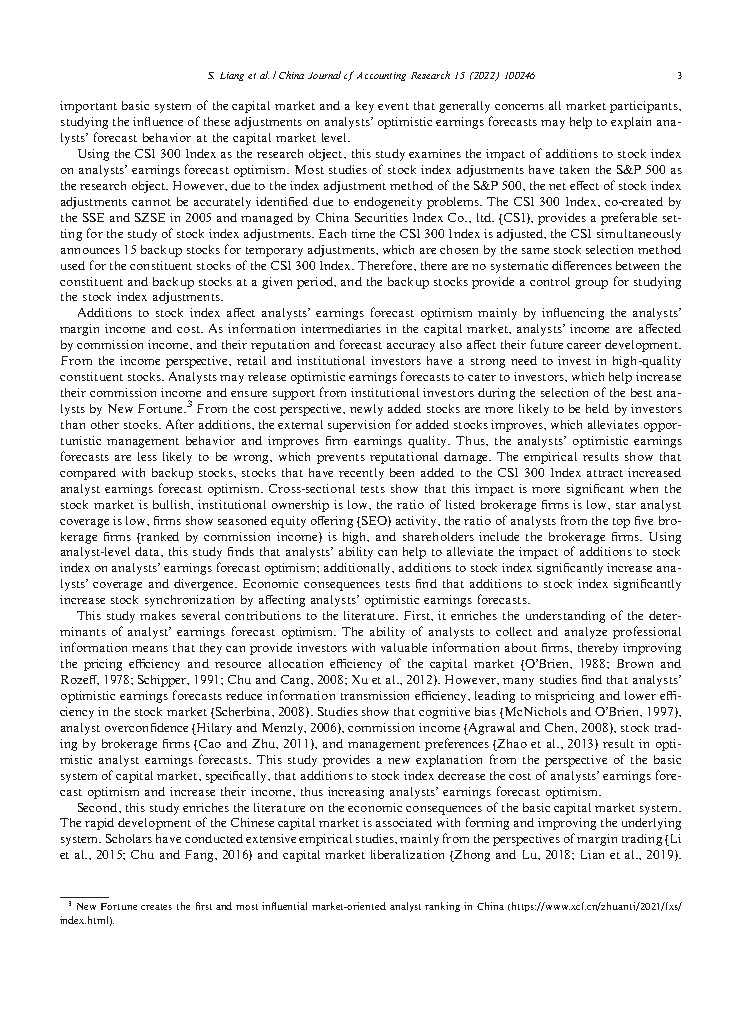 S. Liang et al. / China Journal of Accounting Research 15 (2022) 100246
3
important basic system of the capital market and a key event that generally concerns all market participants,
studying the influence of these adjustments on analysts' optimistic earnings forecasts may help to explain ana-
lysts' forecast behavior at the capital market level.
Using the CSI 300 Index as the research object, this study examines the impact of additions to stock index
on analysts' earnings forecast optimism. Most studies of stock index adjustments have taken the S&P 500 as
the research object. However, due to the index adjustment method of the S&P 500, the net effect of stock index
adjustments cannot be accurately identified due to endogeneity problems. The CSI 300 Index, co-created by
the SSE and SZSE in 2005 and managed by China Securities Index Co., ltd. (CSI), provides a preferable set-
ting for the study of stock index adjustments. Each time the CSI 300 Index is adjusted, the CSI simultaneously
announces 15 backup stocks for temporary adjustments, which are chosen by the same stock selection method
used for the constituent stocks of the CSI 300 Index. Therefore, there are no systematic differences between the
constituent and backup stocks at a given period, and the backup stocks provide a control group for studying
the stock index adjustments.
Additions to stock index affect analysts' earnings forecast optimism mainly by influencing the analysts'
margin income and cost. As information intermediaries in the capital market, analysts' income are affected
by commission income, and their reputation and forecast accuracy also affect their future career development.
From the income perspective, retail and institutional investors have a strong need to invest in high-quality
constituent stocks. Analysts may release optimistic earnings forecasts to cater to investors, which help increase
their commission income and ensure support from institutional investors during the selection of the best ana-
lysts by New Fortune.3 From the cost perspective, newly added stocks are more likely to be held by investors
than other stocks. After additions, the external supervision for added stocks improves, which alleviates oppor-
tunistic management behavior and improves firm earnings quality. Thus, the analysts' optimistic earnings
forecasts are less likely to be wrong, which prevents reputational damage. The empirical results show that
compared with backup stocks, stocks that have recently been added to the CSI 300 Index attract increased
analyst earnings forecast optimism. Cross-sectional tests show that this impact is more significant when the
stock market is bullish, institutional ownership is low, the ratio of listed brokerage firms is low, star analyst
coverage is low, firms show seasoned equity offering (SEO) activity, the ratio of analysts from the top five bro-
kerage firms (ranked by commission income) is high, and shareholders include the brokerage firms. Using
analyst-level data, this study finds that analysts' ability can help to alleviate the impact of additions to stock
index on analysts' earnings forecast optimism; additionally, additions to stock index significantly increase ana-
lysts' coverage and divergence. Economic consequences tests find that additions to stock index significantly
increase stock synchronization by affecting analysts' optimistic earnings forecasts.
This study makes several contributions to the literature. First, it enriches the understanding of the deter-
minants of analyst' earnings forecast optimism. The ability of analysts to collect and analyze professional
information means that they can provide investors with valuable information about firms, thereby improving
the pricing efficiency and resource allocation efficiency of the capital market (O'Brien, 1988; Brown and
Rozeff, 1978; Schipper, 1991; Chu and Cang, 2008; Xu et al., 2012). However, many studies find that analysts'
optimistic earnings forecasts reduce information transmission efficiency, leading to mispricing and lower effi-
ciency in the stock market (Scherbina, 2008). Studies show that cognitive bias (McNichols and O'Brien, 1997),
analyst overconfidence (Hilary and Menzly, 2006), commission income (Agrawal and Chen, 2008), stock trad-
ing by brokerage firms (Cao and Zhu, 2011), and management preferences (Zhao et al., 2013) result in opti-
mistic analyst earnings forecasts. This study provides a new explanation from the perspective of the basic
system of capital market, specifically, that additions to stock index decrease the cost of analysts' earnings fore-
cast optimism and increase their income, thus increasing analysts' earnings forecast optimism.
Second, this study enriches the literature on the economic consequences of the basic capital market system.
The rapid development of the Chinese capital market is associated with forming and improving the underlying
system. Scholars have conducted extensive empirical studies, mainly from the perspectives of margin trading (Li
et al., 2015; Chu and Fang, 2016) and capital market liberalization (Zhong and Lu, 2018; Lian et al., 2019).
3 New Fortune creates the first and most influential market-oriented analyst ranking in China (https://www.xcf.cn/zhuanti/2021/fxs/
index.html).